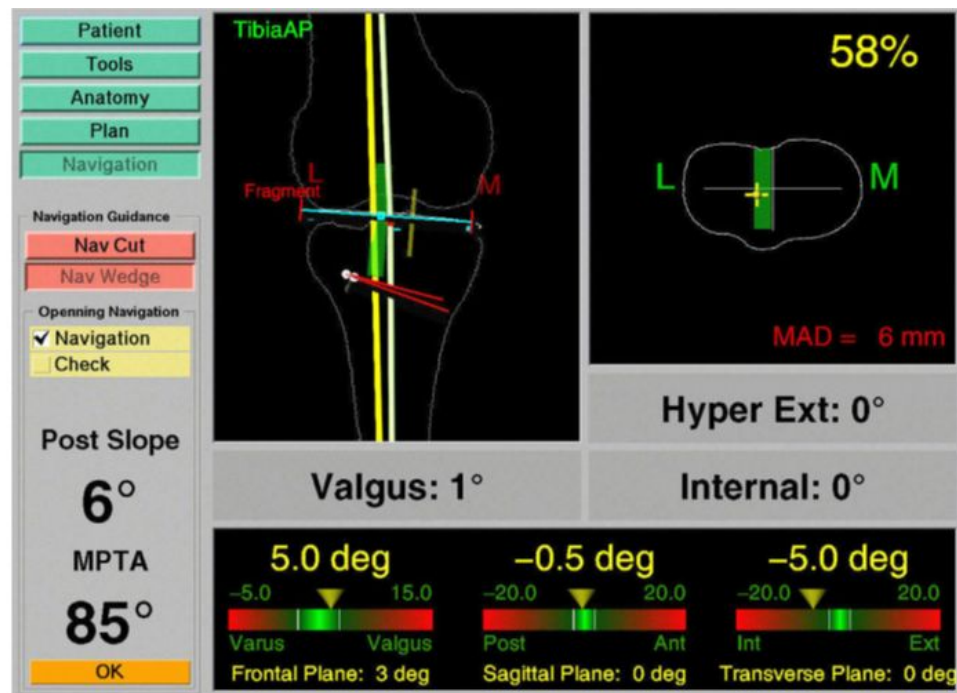 Patient
Tools
Anatomy
Plan
Navigation
Navigation Guidance
Nav Cut
Nav Wedge
Openning Navigation
Navigation
Check
Post Slope
6°
MPTA
85°
OK
TibiaAP
L
M
Fragment
58%
L
M
MAD = 6 mm
Hyper Ext: 0°
Valgus: 1°
Internal: 0°
5.0 deg
-5.0 15.0
Varus Valgus
Frontal Plane: 3 deg
−0.5 deg
−20.0 20.0
Post Ant
Sagittal Plane: 0 deg
−5.0 deg
−20.0 20.0
Int Ext
Transverse Plane: 0 deg